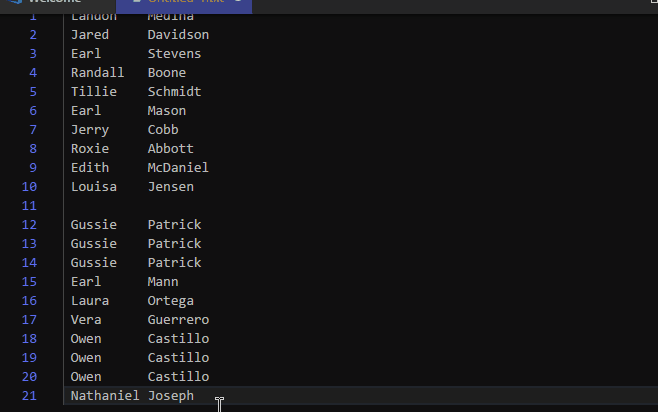 Welcome Untitled
1 Landon Medina
2 Jared Davidson
3 Earl Stevens
4 Randall Boone
5 Tillie Schmidt
6 Earl Mason
7 Jerry Cobb
8 Roxie Abbott
9 Edith McDaniel
10 Louisa Jensen
11
12 Gussie Patrick
13 Gussie Patrick
14 Gussie Patrick
15 Earl Mann
16 Laura Ortega
17 Vera Guerrero
18 Owen Castillo
19 Owen Castillo
20 Owen Castillo
21 Nathaniel Joseph